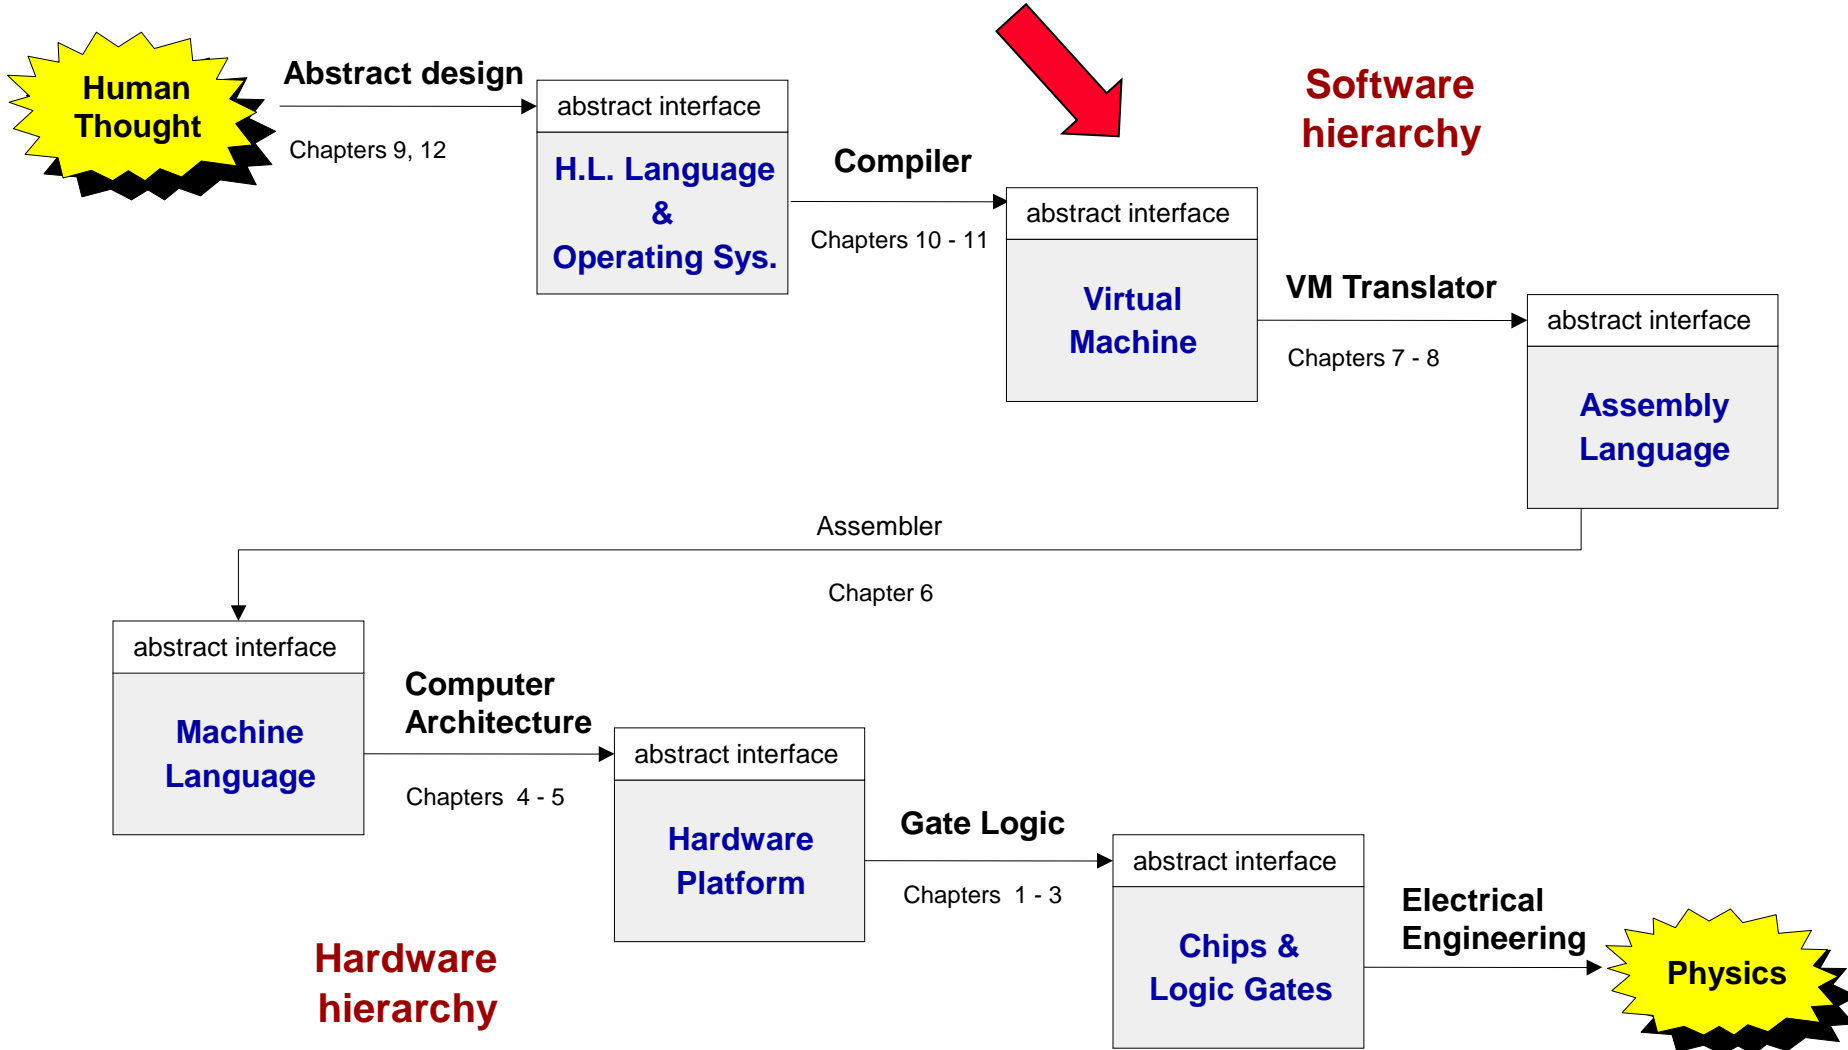 Human
Thought
Abstract design
Chapters 9, 12
abstract interface
H.L. Language
&
Operating Sys.
Compiler
Chapters 10 - 11
abstract interface
Virtual
Machine
Software
hierarchy
VM Translator
Chapters 7 - 8
abstract interface
Assembly
Language
Assembler
Chapter 6
abstract interface
Machine
Language
Computer
Architecture
Chapters 4 - 5
abstract interface
Hardware
Platform
Gate Logic
Chapters 1 - 3
abstract interface
Chips &
Logic Gates
Electrical
Engineering
Physics
Hardware
hierarchy